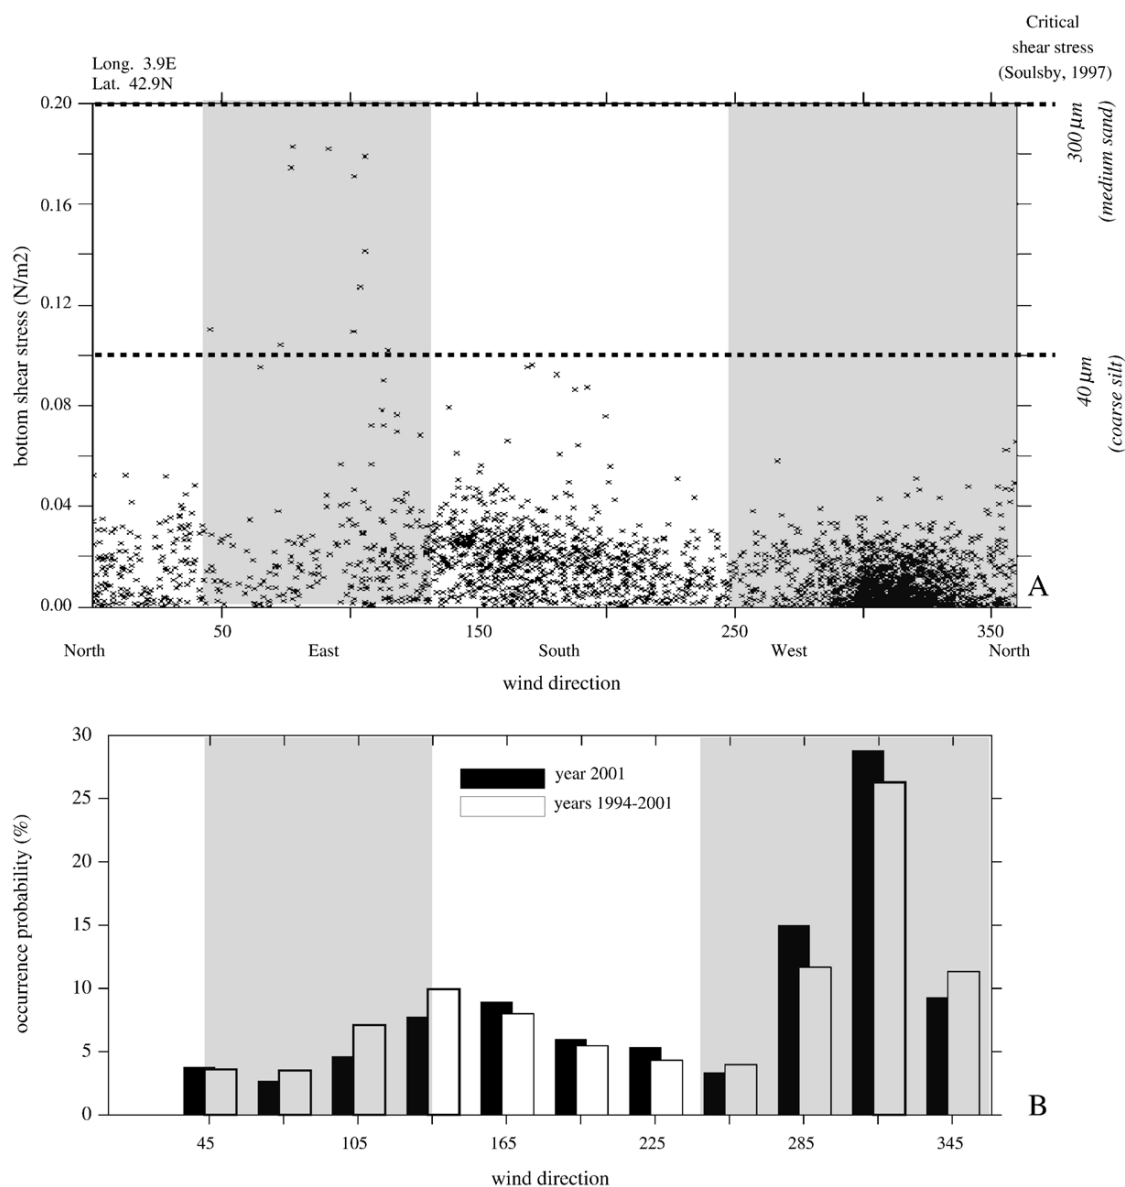 Critical
shear stress
(Soulsby, 1997)
Long. 3.9E
Lat. 42.9N
0.20
0.16
0.12
0.08
0.04
0.00
bottom shear stress (N/m2)
300 µm
(medium sand)
40 µm
(coarse silt)
A
50 150 250 350
North East South West North
wind direction
30
25
20
15
10
5
0
occurrence probability (%)
year 2001
years 1994-2001
B
45 105 165 225 285 345
wind direction